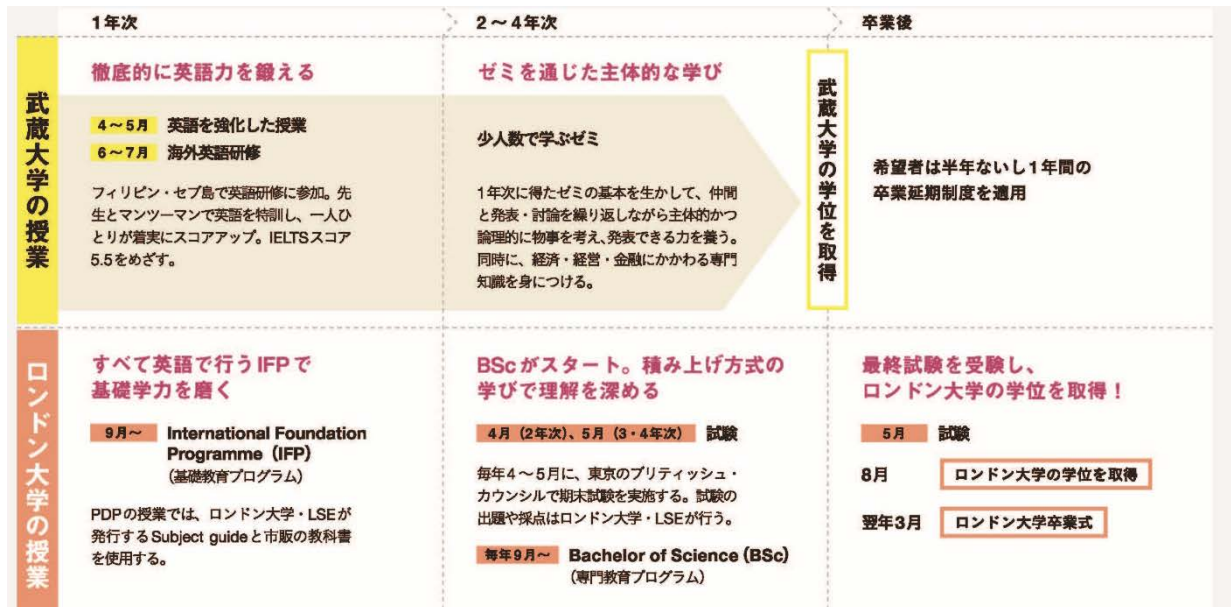 1年次
2～4年次
卒業後
武蔵大学の授業
徹底的に英語力を鍛える
4～5月 英語を強化した授業
6～7月 海外英語研修
フィリピン・セブ島で英語研修に参加。先
生とマンツーマンで英語を特訓し、一人ひ
とりが着実にスコアアップ。IELTSスコア
5.5をめざす。
ゼミを通じた主体的な学び
少人数で学ぶゼミ
1年次に得たゼミの基本を生かして、仲間
と発表・討論を繰り返しながら主体的かつ
論理的に物事を考え、発表できる力を養う。
同時に、経済・経営・金融にかかわる専門
知識を身につける。
武蔵大学の学位を取得
希望者は半年ないし1年間の
卒業延期制度を適用
ロンドン大学の授業
すべて英語で行うIFPで
基礎学力を磨く
9月～ International Foundation
Programme（IFP）
（基礎教育プログラム）
PDPの授業では、ロンドン大学・LSEが
発行するSubject guideと市販の教科書
を使用する。
BScがスタート。積み上げ方式の
学びで理解を深める
4月（2年次）、5月（3・4年次） 試験
毎年4～5月に、東京のブリティッシュ・
カウンシルで期末試験を実施する。試験の
出題や採点はロンドン大学・LSEが行う。
毎年9月～ Bachelor of Science（BSc）
（専門教育プログラム）
最終試験を受験し、
ロンドン大学の学位を取得！
5月 試験
8月 ロンドン大学の学位を取得
翌年3月 ロンドン大学卒業式